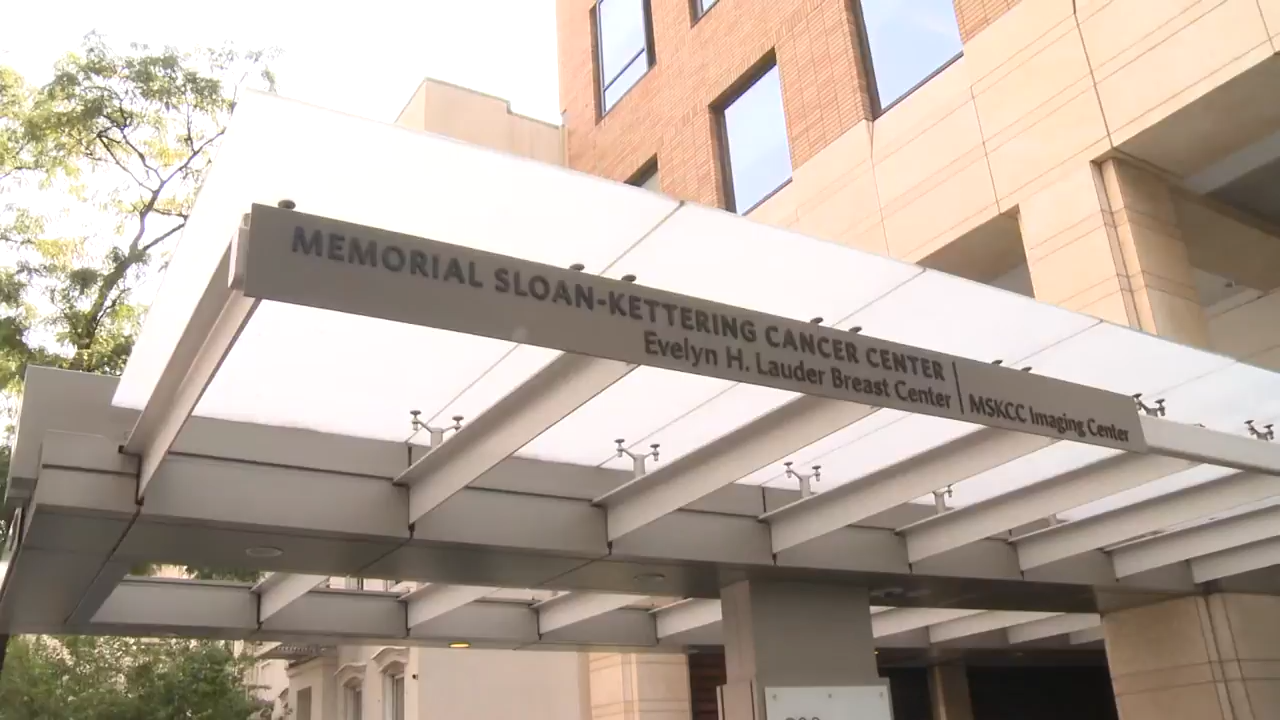 MEMORIAL SLOAN-KETTERING CANCER CENTER
Evelyn H. Lauder Breast Center
MSKCC Imaging Center